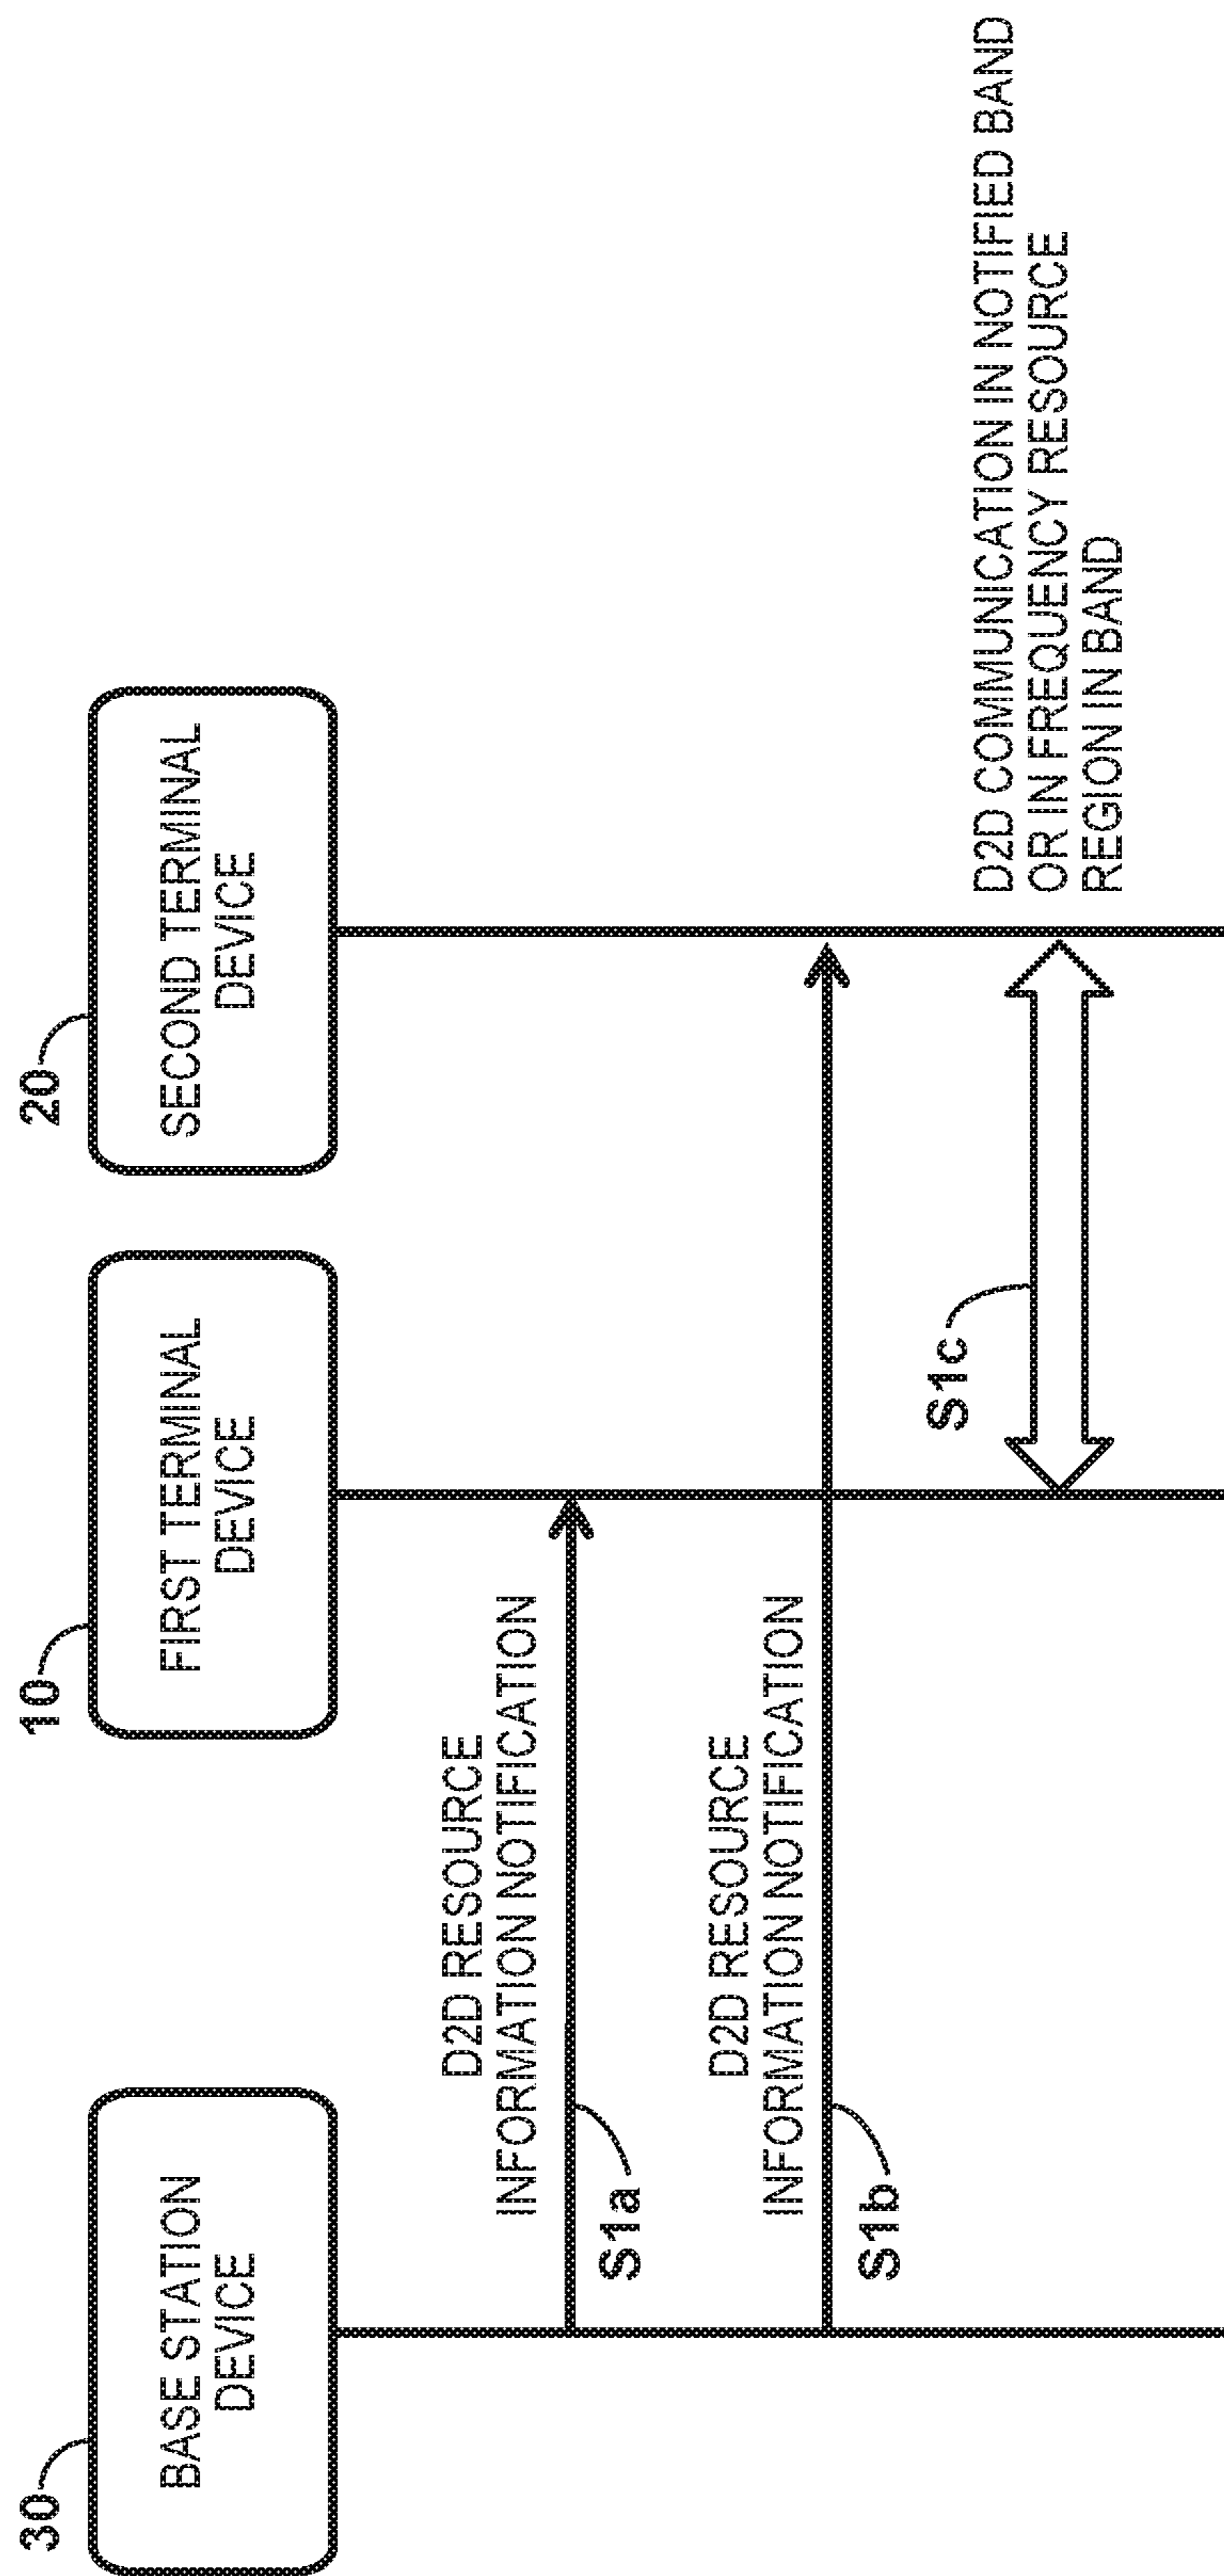 30
BASE STATION
DEVICE
10
FIRST TERMINAL
DEVICE
20
SECOND TERMINAL
DEVICE
D2D RESOURCE
INFORMATION NOTIFICATION
S1a
D2D RESOURCE
INFORMATION NOTIFICATION
S1b
S1c
D2D COMMUNICATION IN NOTIFIED BAND
OR IN FREQUENCY RESOURCE
REGION IN BAND